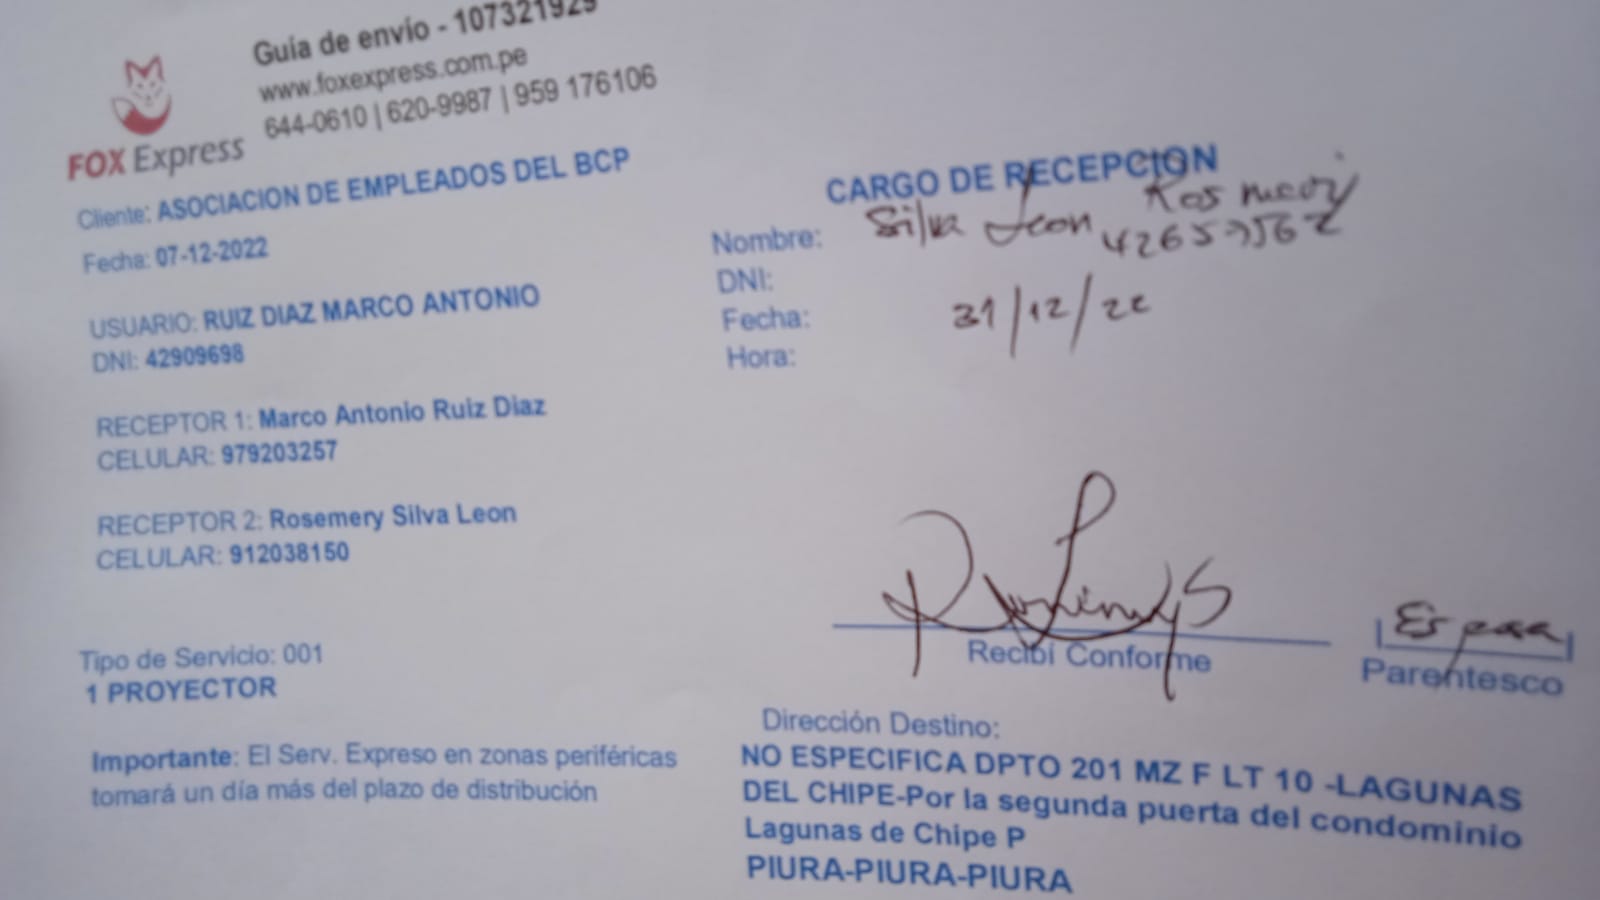 Guía de envío - 107321929
www.foxexpress.com.pe
644-0610 | 620-9987 | 959 176106
FOX Express
Cliente: ASOCIACION DE EMPLEADOS DEL BCP
Fecha: 07-12-2022
USUARIO: RUIZ DIAZ MARCO ANTONIO
DNI: 42909698
RECEPTOR 1: Marco Antonio Ruiz Diaz
CELULAR: 979203257
RECEPTOR 2: Rosemery Silva Leon
CELULAR: 912038150
Tipo de Servicio: 001
1 PROYECTOR
Importante: El Serv. Expreso en zonas periféricas
tomará un día más del plazo de distribución
CARGO DE RECEPCION
Nombre: Silva Leon Rosmery
DNI: 42657562
Fecha: 31/12/22
Hora:
Recibí Conforme
Esposa
Parentesco
Dirección Destino:
NO ESPECIFICA DPTO 201 MZ F LT 10 -LAGUNAS
DEL CHIPE-Por la segunda puerta del condominio
Lagunas de Chipe P
PIURA-PIURA-PIURA